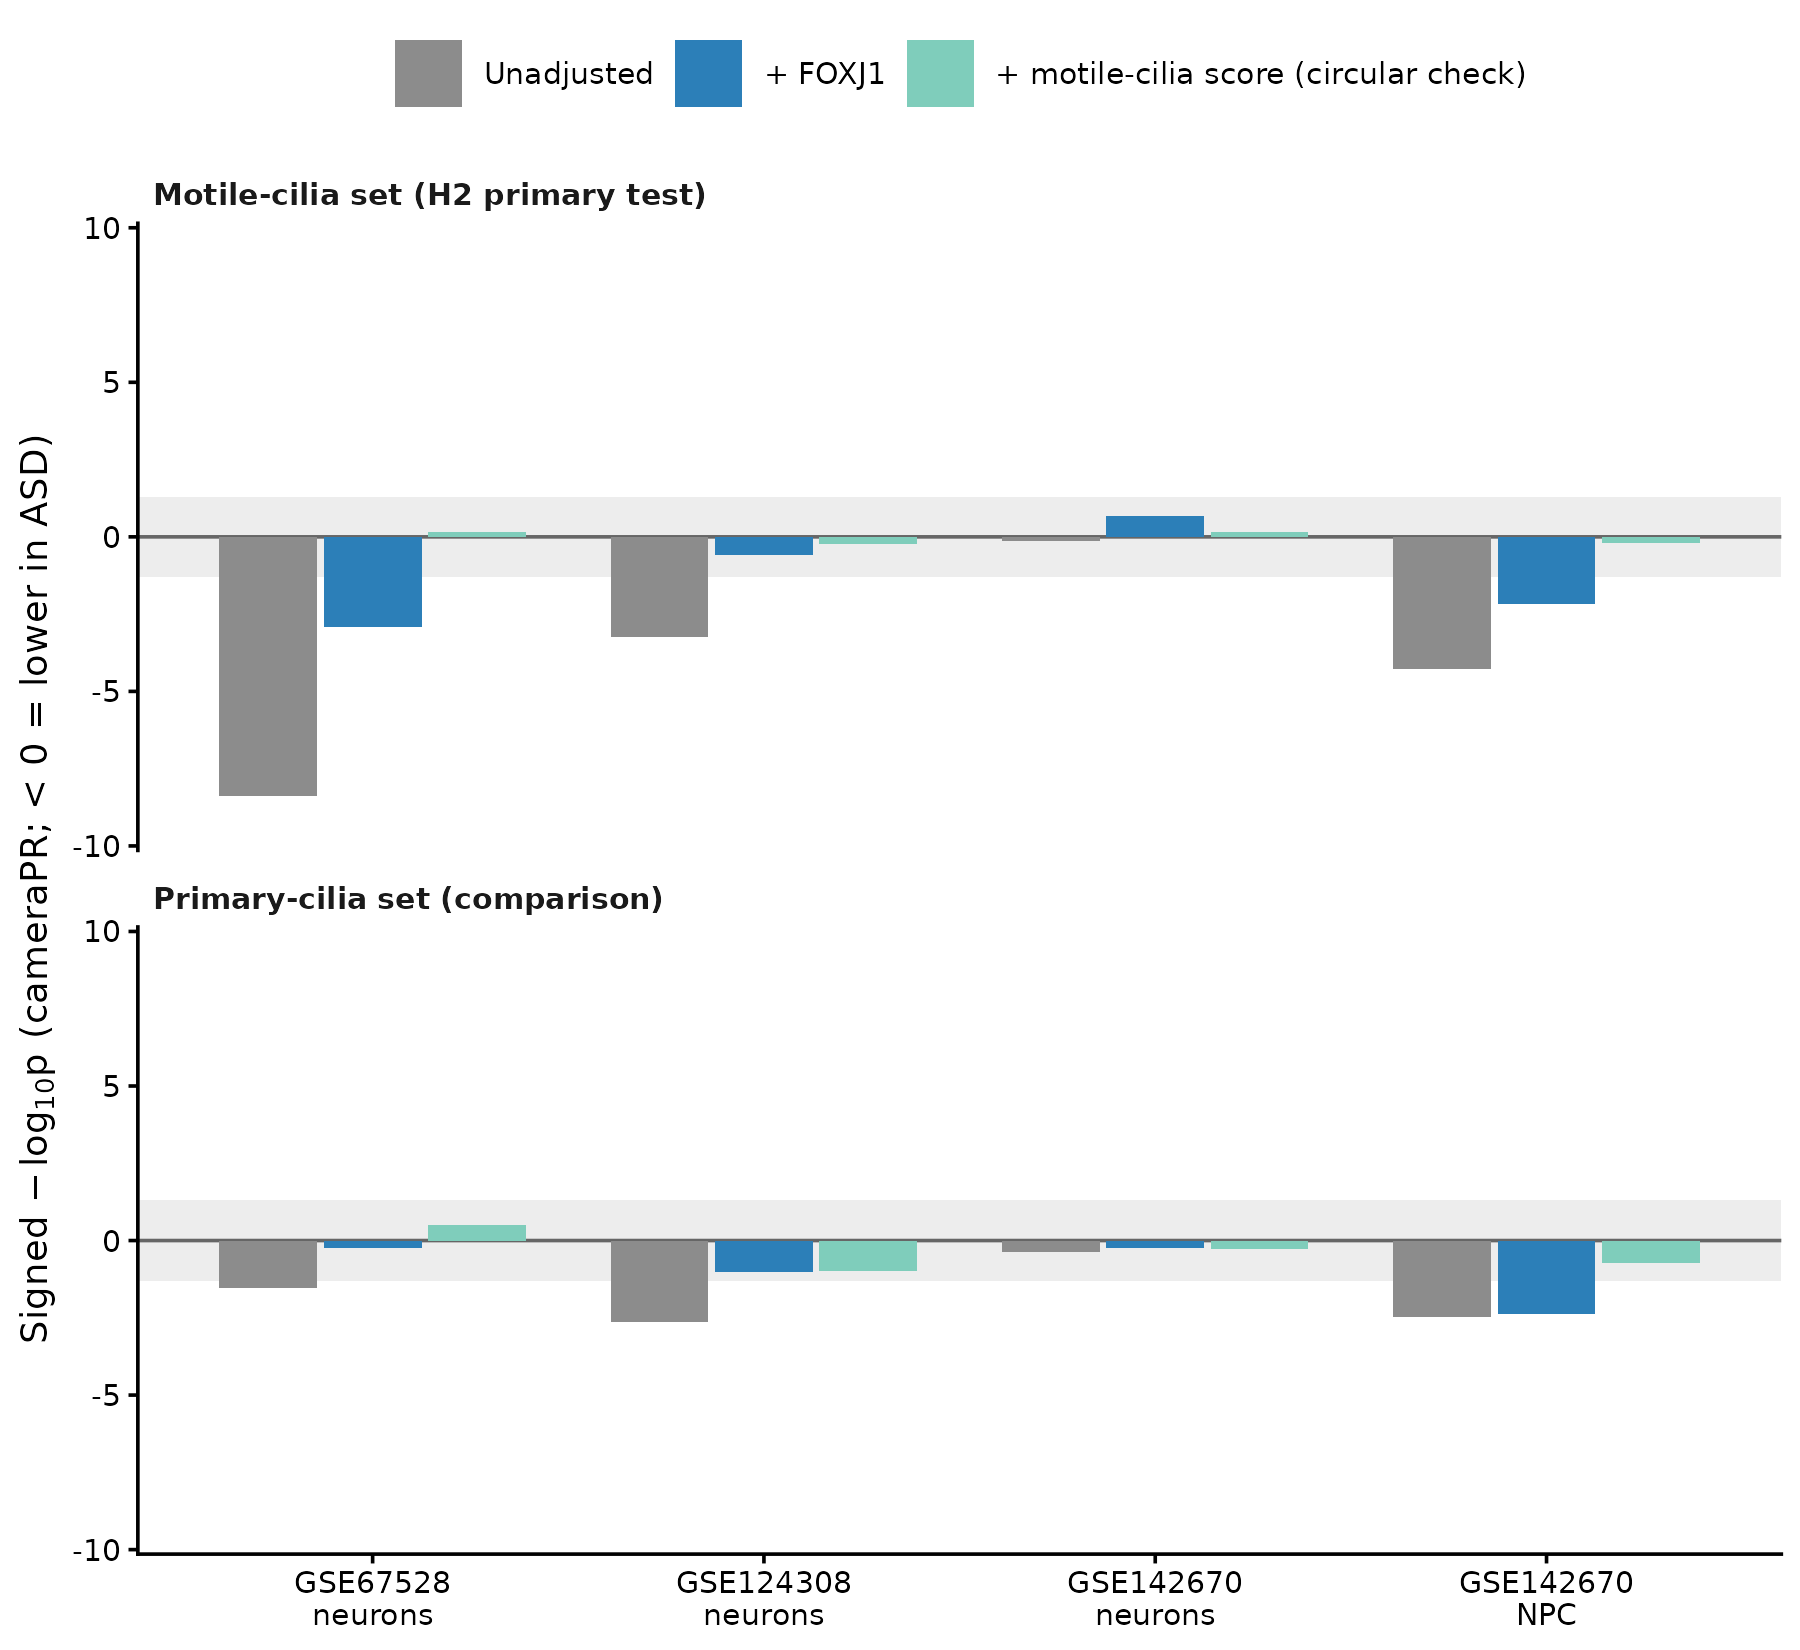 Unadjusted
+ FOXJ1
+ motile-cilia score (circular check)
Signed −log₁₀p (cameraPR; < 0 = lower in ASD)
Motile-cilia set (H2 primary test)
10
5
0
-5
-10
Primary-cilia set (comparison)
10
5
0
-5
-10
GSE67528
neurons
GSE124308
neurons
GSE142670
neurons
GSE142670
NPC